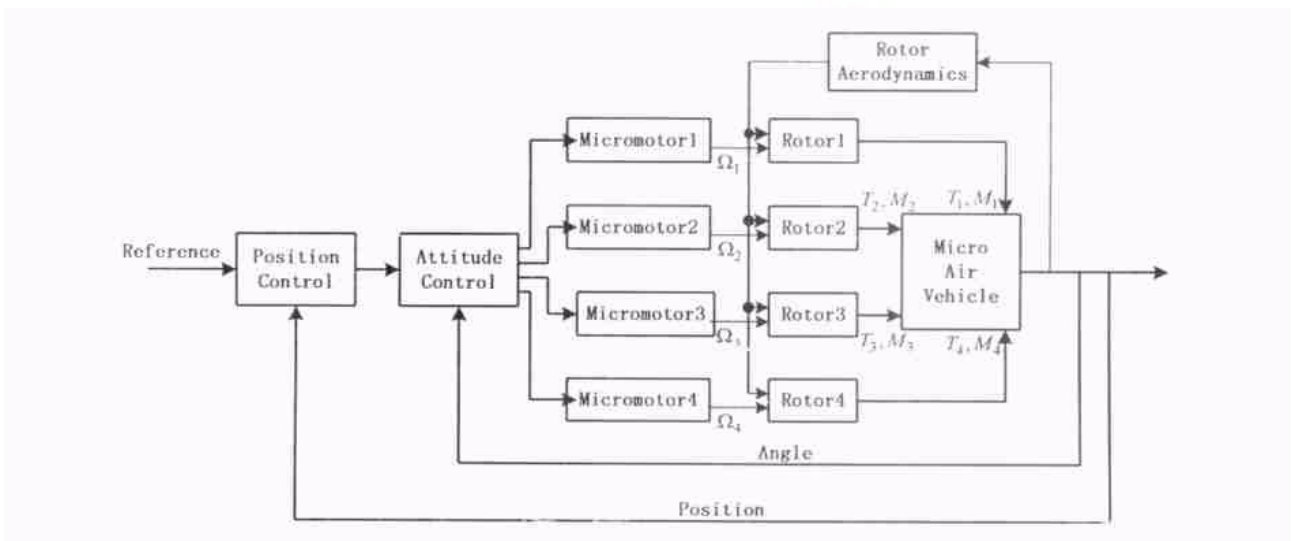 Rotor
Aerodynamics
Micromotor1
Ω₁
Rotor1
T₂, M₂
T₁, M₁
Micromotor2
Ω₂
Rotor2
Reference
Position
Control
Attitude
Control
Micro
Air
Vehicle
Micromotor3
Ω₃
Rotor3
T₃, M₃
T₄, M₄
Micromotor4
Ω₄
Rotor4
Angle
Position